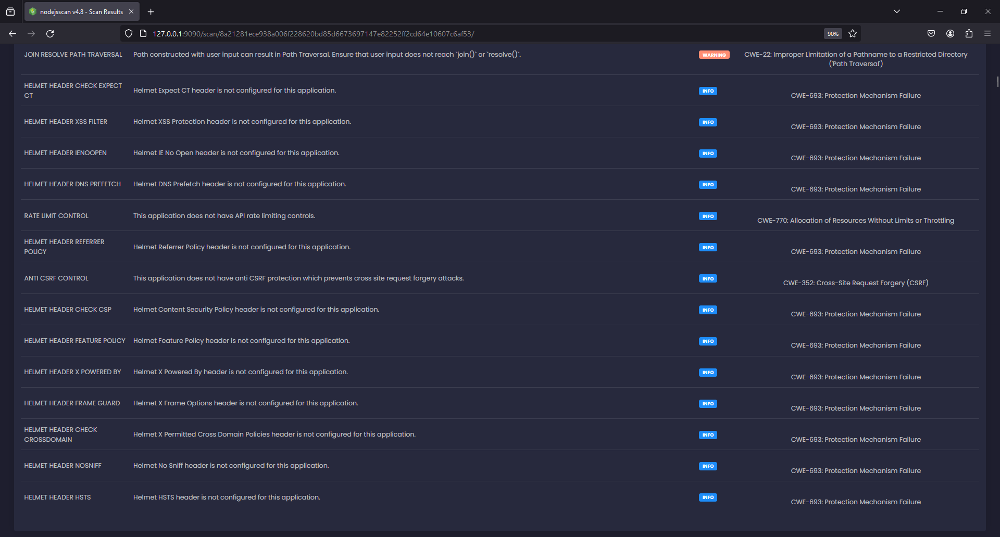 nodejsscan v4.8 - Scan Results
127.0.0.1:9090/scan/8a21281ece938a006f228620bd85d6673697147e82252ff2cd64e10607c6af53/
90%
JOIN RESOLVE PATH TRAVERSAL Path constructed with user input can result in Path Traversal. Ensure that user input does not reach `join()` or `resolve()`. WARNING CWE-22: Improper Limitation of a Pathname to a Restricted Directory
('Path Traversal')
HELMET HEADER CHECK EXPECT
CT
Helmet Expect CT header is not configured for this application. INFO
CWE-693: Protection Mechanism Failure
HELMET HEADER XSS FILTER Helmet XSS Protection header is not configured for this application. INFO
CWE-693: Protection Mechanism Failure
HELMET HEADER IENOOPEN Helmet IE No Open header is not configured for this application. INFO
CWE-693: Protection Mechanism Failure
HELMET HEADER DNS PREFETCH Helmet DNS Prefetch header is not configured for this application. INFO
CWE-693: Protection Mechanism Failure
RATE LIMIT CONTROL This application does not have API rate limiting controls. INFO
CWE-770: Allocation of Resources Without Limits or Throttling
HELMET HEADER REFERRER
POLICY
Helmet Referrer Policy header is not configured for this application. INFO
CWE-693: Protection Mechanism Failure
ANTI CSRF CONTROL This application does not have anti CSRF protection which prevents cross site request forgery attacks. INFO
CWE-352: Cross-Site Request Forgery (CSRF)
HELMET HEADER CHECK CSP Helmet Content Security Policy header is not configured for this application. INFO
CWE-693: Protection Mechanism Failure
HELMET HEADER FEATURE POLICY Helmet Feature Policy header is not configured for this application. INFO
CWE-693: Protection Mechanism Failure
HELMET HEADER X POWERED BY Helmet X Powered By header is not configured for this application. INFO
CWE-693: Protection Mechanism Failure
HELMET HEADER FRAME GUARD Helmet X Frame Options header is not configured for this application. INFO
CWE-693: Protection Mechanism Failure
HELMET HEADER CHECK
CROSSDOMAIN
Helmet X Permitted Cross Domain Policies header is not configured for this application. INFO
CWE-693: Protection Mechanism Failure
HELMET HEADER NOSNIFF Helmet No Sniff header is not configured for this application. INFO
CWE-693: Protection Mechanism Failure
HELMET HEADER HSTS Helmet HSTS header is not configured for this application. INFO
CWE-693: Protection Mechanism Failure